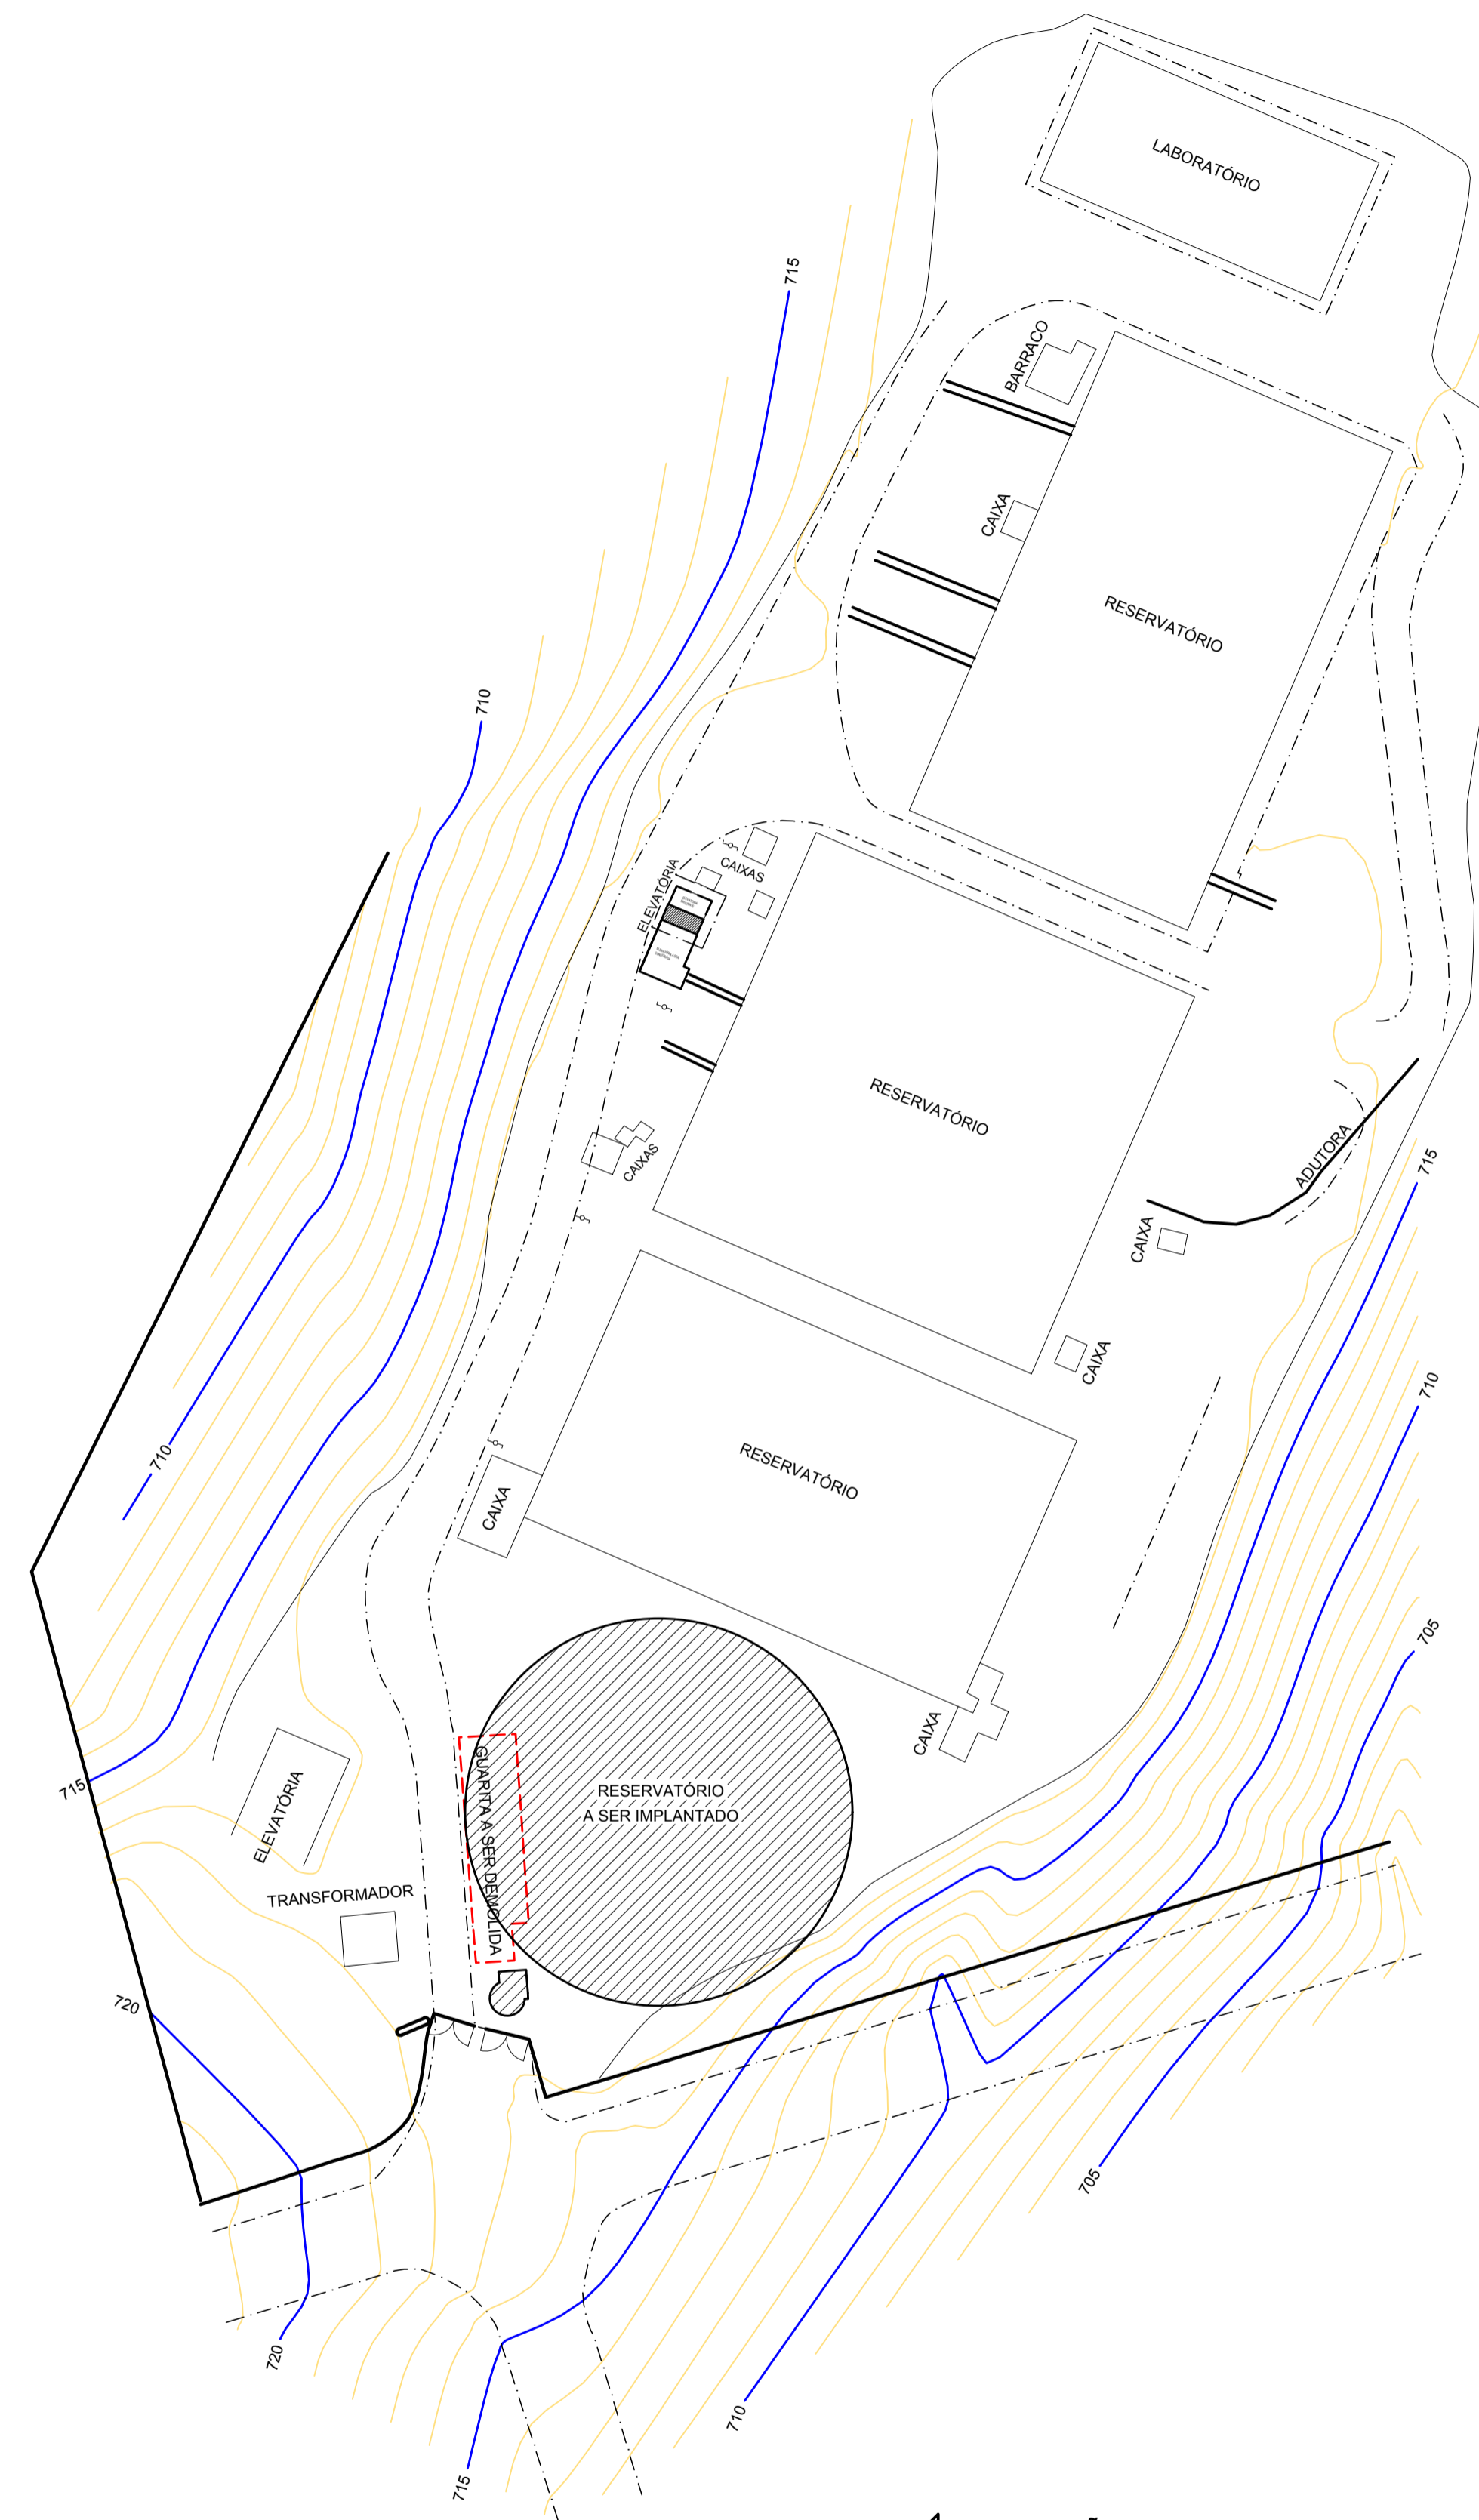 LABORATÓRIO
715
BARRACO
CAIXA
RESERVATÓRIO
710
CAIXAS
ELEVATÓRIA
RESERVATÓRIO
CAIXAS
ADUTORA
715
CAIXA
CAIXA
710
RESERVATÓRIO
710
CAIXA
705
CAIXA
GUARITA A SER DEMOLIDA
RESERVATÓRIO
A SER IMPLANTADO
715
ELEVATÓRIA
TRANSFORMADOR
720
705
720
710
715